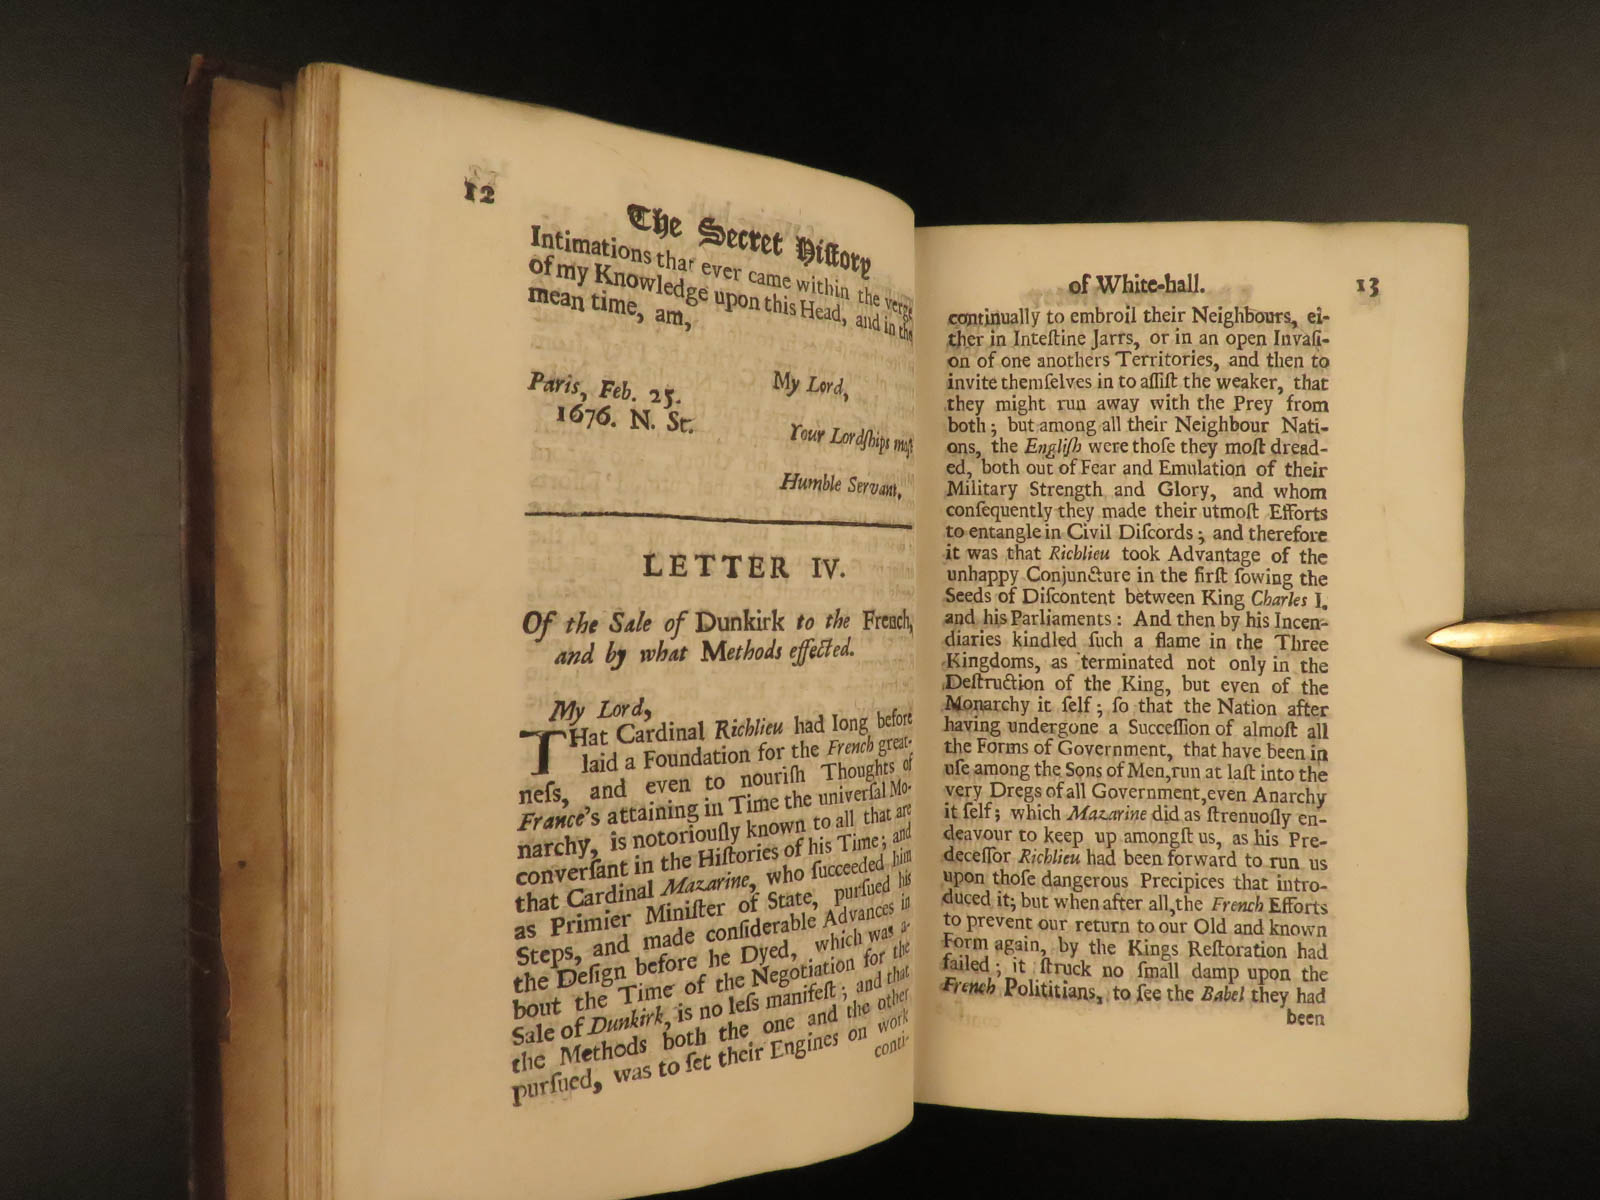 12
The Secret Hiſtory
Intimations that ever came within the verge
of my Knowledge upon this Head, and in the
mean time, am,
My Lord,
Paris, Feb. 25.
1676. N. St.
Your Lordſhips moſt
Humble Servant,
LETTER IV.
Of the Sale of Dunkirk to the French,
and by what Methods effected.
My Lord,
THat Cardinal Richlieu had long before
laid a Foundation for the French great-
neſs, and even to nouriſh Thoughts of
France's attaining in Time the univerſal Mo-
narchy, is notoriouſly known to all that are
converſant in the Hiſtories of his Time; and
that Cardinal Mazarine, who ſucceeded him
as Primier Miniſter of State, purſued his
Steps, and made conſiderable Advances in
the Deſign before he Dyed, which was a-
bout the Time of the Negotiation for the
Sale of Dunkirk, is no leſs manifeſt; and that
the Methods both the one and the other
purſued, was to ſet their Engines on work
conti-
of White-hall.
13
continually to embroil their Neighbours, ei-
ther in Inteſtine Jarrs, or in an open Invaſi-
on of one anothers Territories, and then to
invite themſelves in to aſſiſt the weaker, that
they might run away with the Prey from
both; but among all their Neighbour Nati-
ons, the Engliſh were thoſe they moſt dread-
ed, both out of Fear and Emulation of their
Military Strength and Glory, and whom
conſequently they made their utmoſt Efforts
to entangle in Civil Diſcords; and therefore
it was that Richlieu took Advantage of the
unhappy Conjuncture in the firſt ſowing the
Seeds of Diſcontent between King Charles I.
and his Parliaments: And then by his Incen-
diaries kindled ſuch a flame in the Three
Kingdoms, as terminated not only in the
Deſtruction of the King, but even of the
Monarchy it ſelf; ſo that the Nation after
having undergone a Succeſſion of almoſt all
the Forms of Government, that have been in
uſe among the Sons of Men, run at laſt into the
very Dregs of all Government, even Anarchy
it ſelf; which Mazarine did as ſtrenuoſly en-
deavour to keep up amongſt us, as his Pre-
deceſſor Richlieu had been forward to run us
upon thoſe dangerous Precipices that intro-
duced it; but when after all, the French Efforts
to prevent our return to our Old and known
Form again, by the Kings Reſtoration had
failed; it ſtruck no ſmall damp upon the
French Polititians, to ſee the Babel they had
been